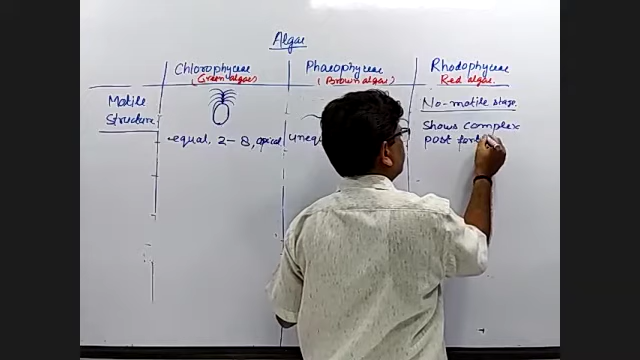 Algae
Chlorophyceae
(Green algae)
Phaeophyceae
(Brown algae)
Rhodophyceae
Red algae.
Motile
Structure
equal, 2-8, apical
No-motile stage.
Shows complex
post